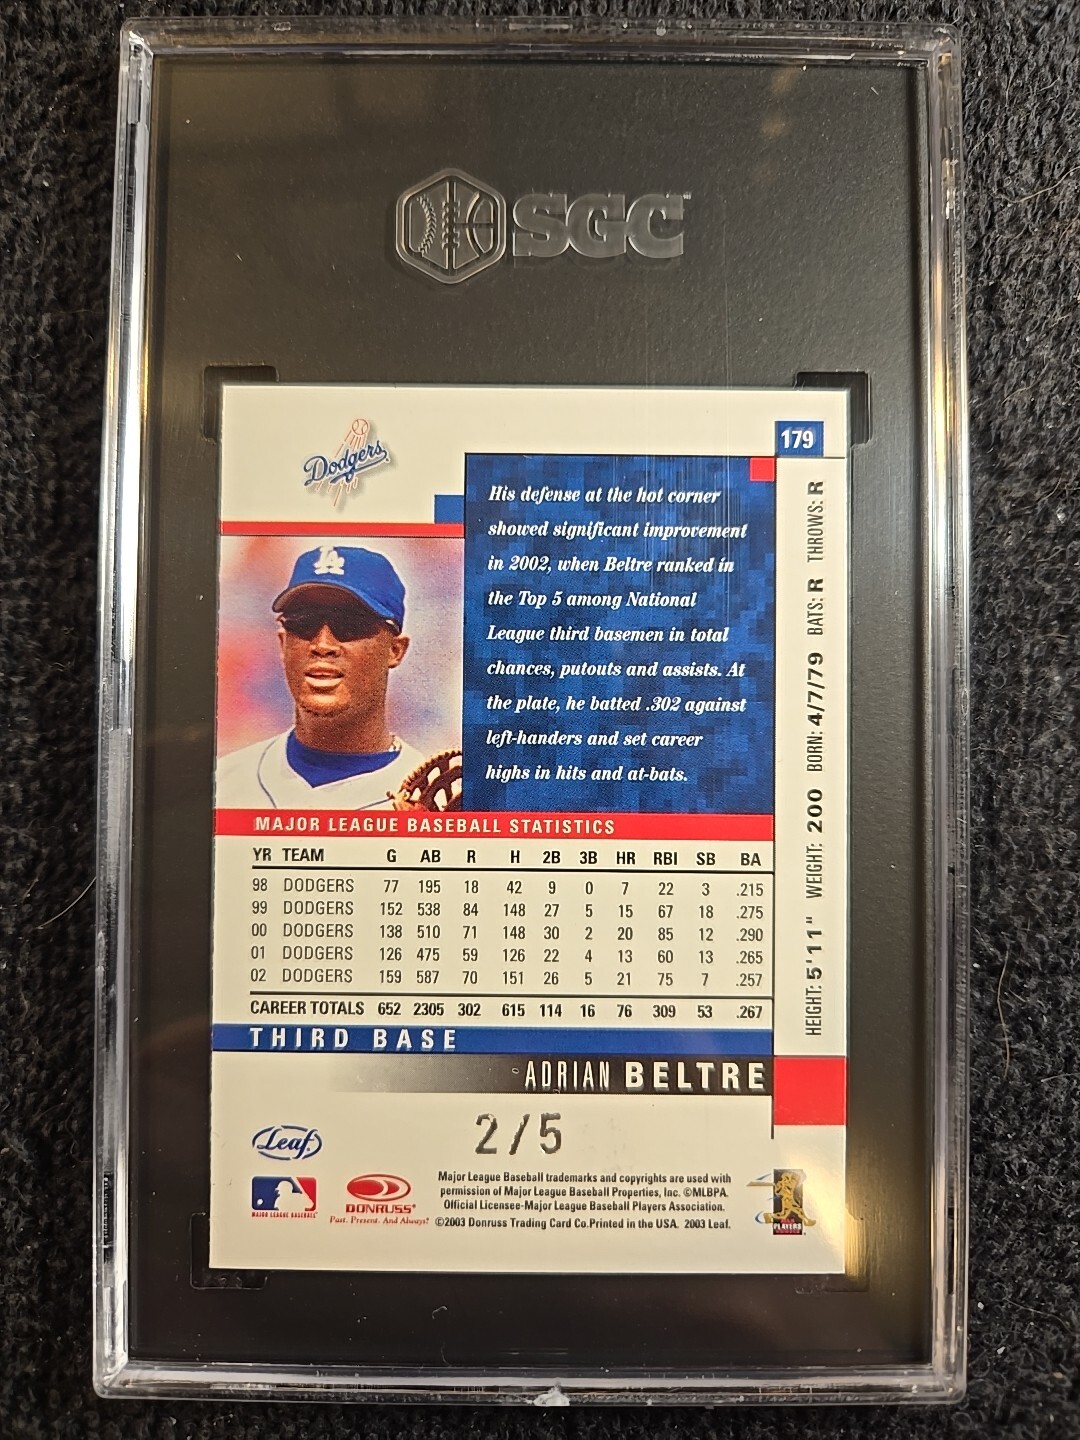 SGC
179
Dodgers
His defense at the hot corner
showed significant improvement
in 2002, when Beltre ranked in
the Top 5 among National
League third basemen in total
chances, putouts and assists. At
the plate, he batted .302 against
left-handers and set career
highs in hits and at-bats.
HEIGHT: 5'11" WEIGHT: 200 BORN: 4/7/79 BATS: R THROWS: R
LA
MAJOR LEAGUE BASEBALL STATISTICS
YR TEAM G AB R H 2B 3B HR RBI SB BA
98 DODGERS 77 195 18 42 9 0 7 22 3 .215
99 DODGERS 152 538 84 148 27 5 15 67 18 .275
00 DODGERS 138 510 71 148 30 2 20 85 12 .290
01 DODGERS 126 475 59 126 22 4 13 60 13 .265
02 DODGERS 159 587 70 151 26 5 21 75 7 .257
CAREER TOTALS 652 2305 302 615 114 16 76 309 53 .267
THIRD BASE
ADRIAN BELTRE
2/5
Leaf
MAJOR LEAGUE BASEBALL
DONRUSS
Past. Present. And Always!
Major League Baseball trademarks and copyrights are used with
permission of Major League Baseball Properties, Inc. ©MLBPA.
Official Licensee-Major League Baseball Players Association.
©2003 Donruss Trading Card Co.Printed in the USA. 2003 Leaf.
PLAYERS